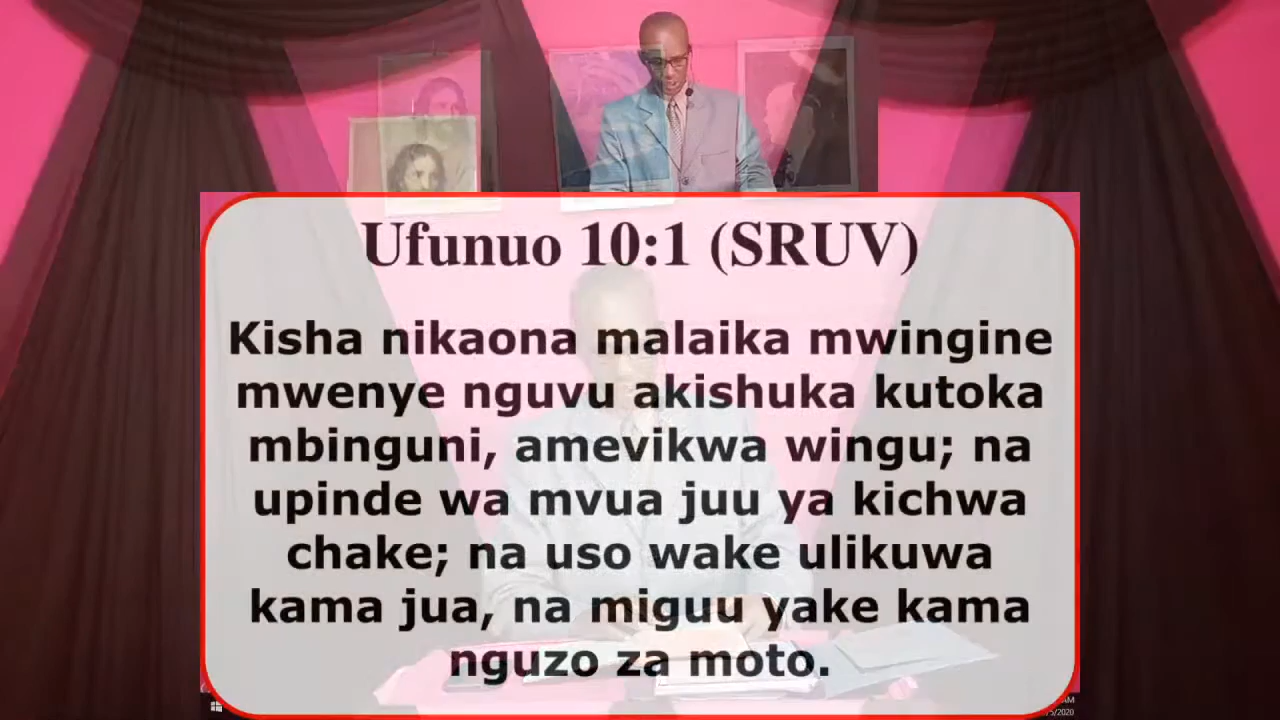 Ufunuo 10:1 (SRUV)
Kisha nikaona malaika mwingine
mwenye nguvu akishuka kutoka
mbinguni, amevikwa wingu; na
upinde wa mvua juu ya kichwa
chake; na uso wake ulikuwa
kama jua, na miguu yake kama
nguzo za moto.